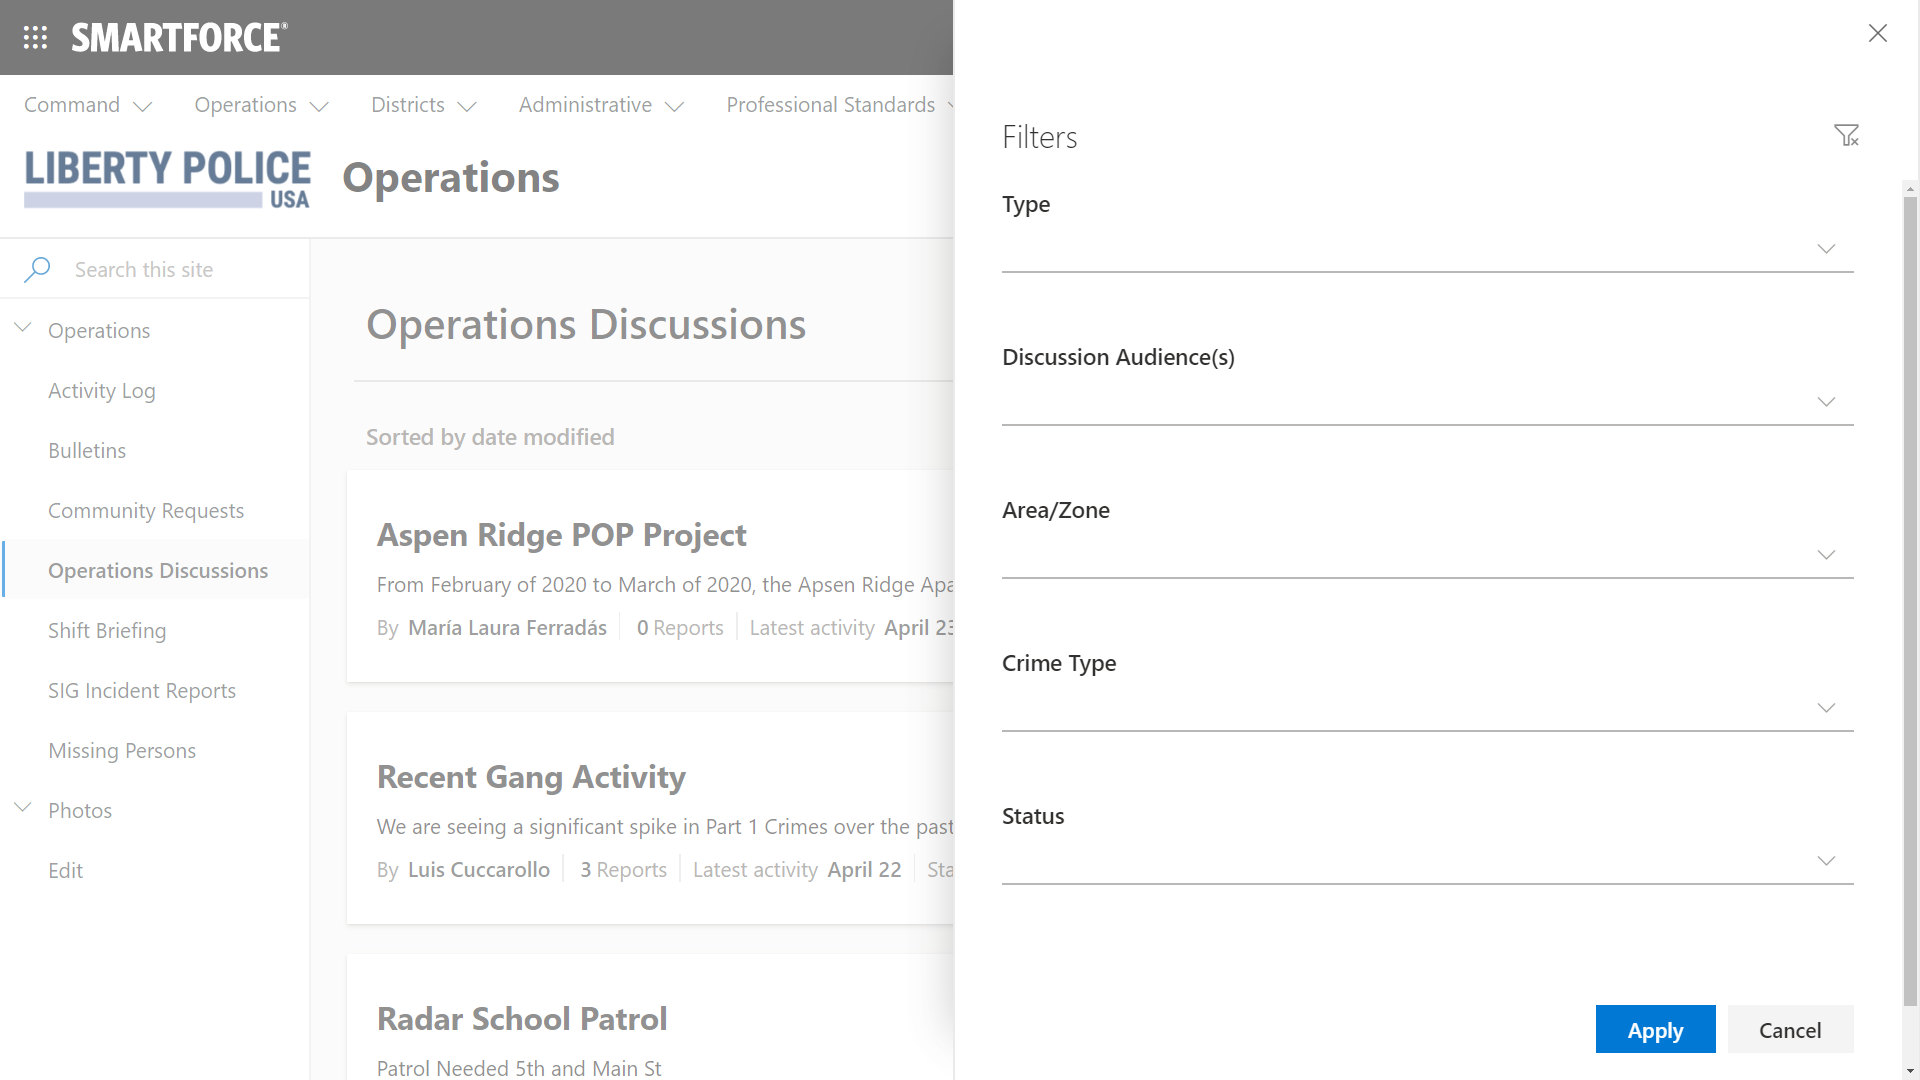 SMARTFORCE®
Command
Operations
Districts
Administrative
Professional Standards
LIBERTY POLICE
USA
Operations
Search this site
Operations
Activity Log
Bulletins
Community Requests
Operations Discussions
Shift Briefing
SIG Incident Reports
Missing Persons
Photos
Edit
Operations Discussions
Sorted by date modified
Aspen Ridge POP Project
From February of 2020 to March of 2020, the Apsen Ridge Apa
By María Laura Ferradás 0 Reports Latest activity April 23
Recent Gang Activity
We are seeing a significant spike in Part 1 Crimes over the past
By Luis Cuccarollo 3 Reports Latest activity April 22 Sta
Radar School Patrol
Patrol Needed 5th and Main St
Filters
Type
Discussion Audience(s)
Area/Zone
Crime Type
Status
Apply
Cancel